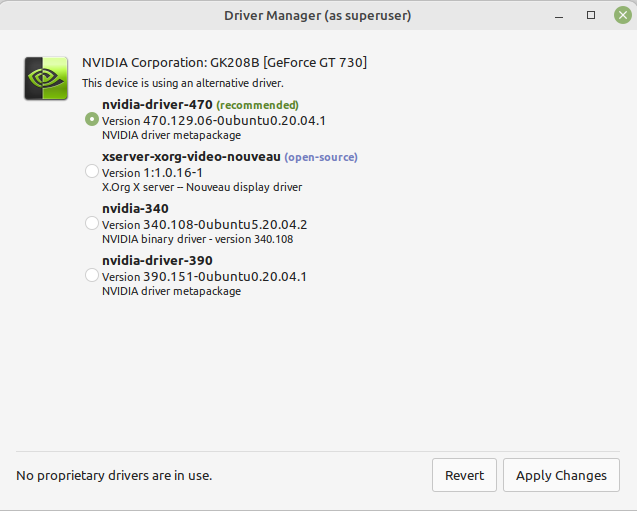 Driver Manager (as superuser)
NVIDIA Corporation: GK208B [GeForce GT 730]
This device is using an alternative driver.
nvidia-driver-470 (recommended)
Version 470.129.06-0ubuntu0.20.04.1
NVIDIA driver metapackage
xserver-xorg-video-nouveau (open-source)
Version 1:1.0.16-1
X.Org X server -- Nouveau display driver
nvidia-340
Version 340.108-0ubuntu5.20.04.2
NVIDIA binary driver - version 340.108
nvidia-driver-390
Version 390.151-0ubuntu0.20.04.1
NVIDIA driver metapackage
No proprietary drivers are in use.
Revert
Apply Changes